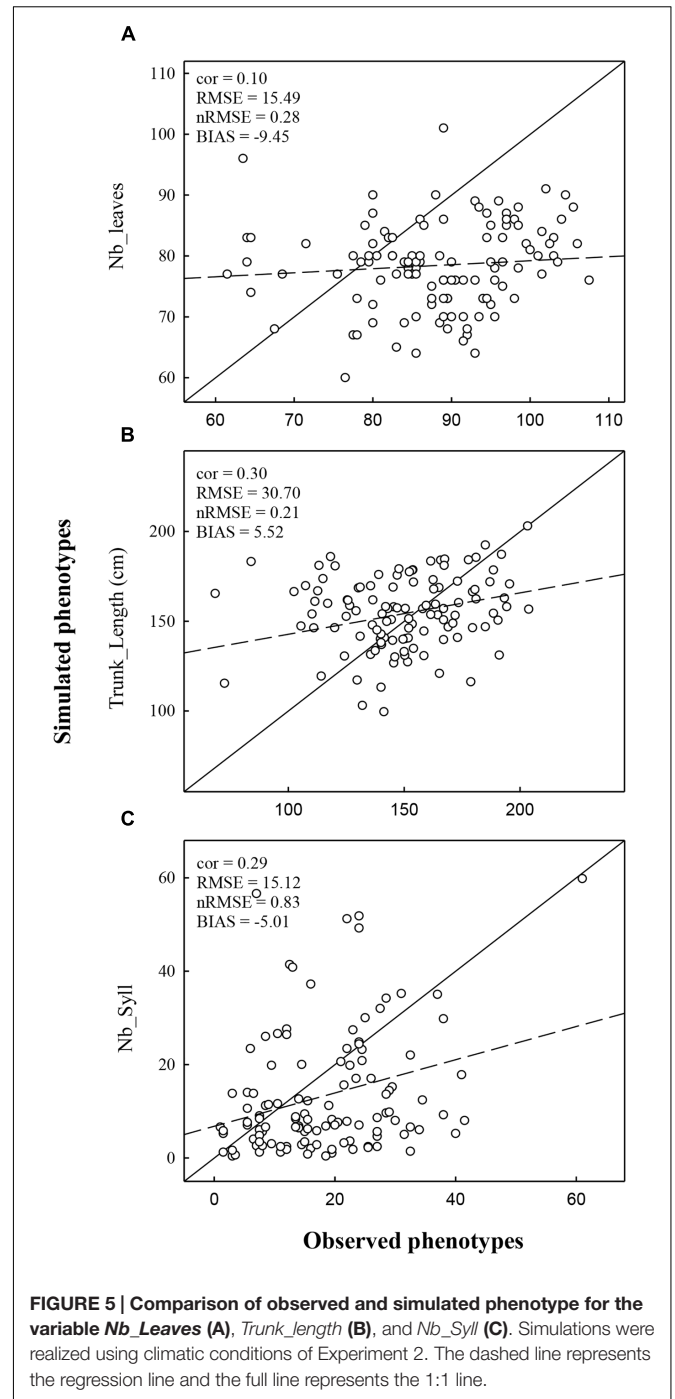 A
cor = 0.10
RMSE = 15.49
nRMSE = 0.28
BIAS = -9.45
110
100
90
80
70
60
Nb_leaves
60 70 80 90 100 110
B
cor = 0.30
RMSE = 30.70
nRMSE = 0.21
BIAS = 5.52
200
150
100
Trunk_Length (cm)
Simulated phenotypes
100 150 200
C
cor = 0.29
RMSE = 15.12
nRMSE = 0.83
BIAS = -5.01
60
40
20
0
Nb_Syll
0 20 40 60
Observed phenotypes
FIGURE 5 | Comparison of observed and simulated phenotype for the
variable Nb_Leaves (A), Trunk_length (B), and Nb_Syll (C). Simulations were
realized using climatic conditions of Experiment 2. The dashed line represents
the regression line and the full line represents the 1:1 line.